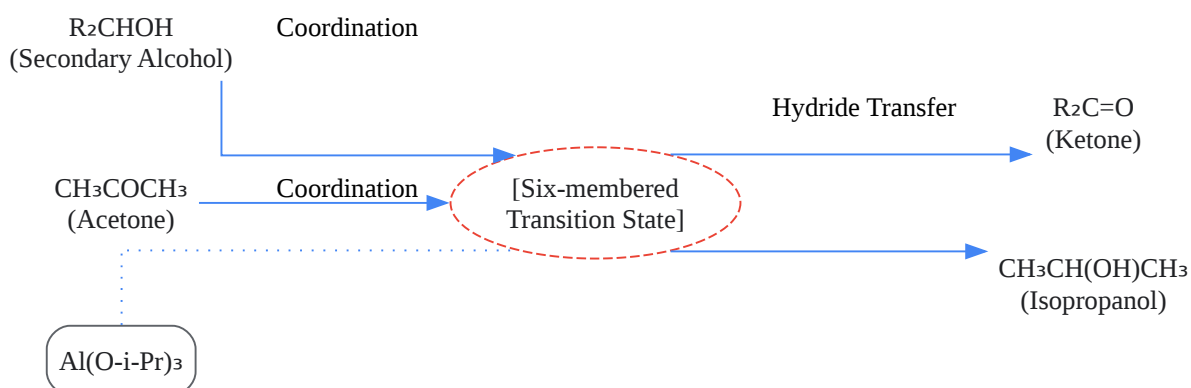 R₂CHOH
(Secondary Alcohol)
Coordination
Hydride Transfer
R₂C=O
(Ketone)
CH₃COCH₃
(Acetone)
Coordination
[Six-membered
Transition State]
CH₃CH(OH)CH₃
(Isopropanol)
Al(O-i-Pr)₃